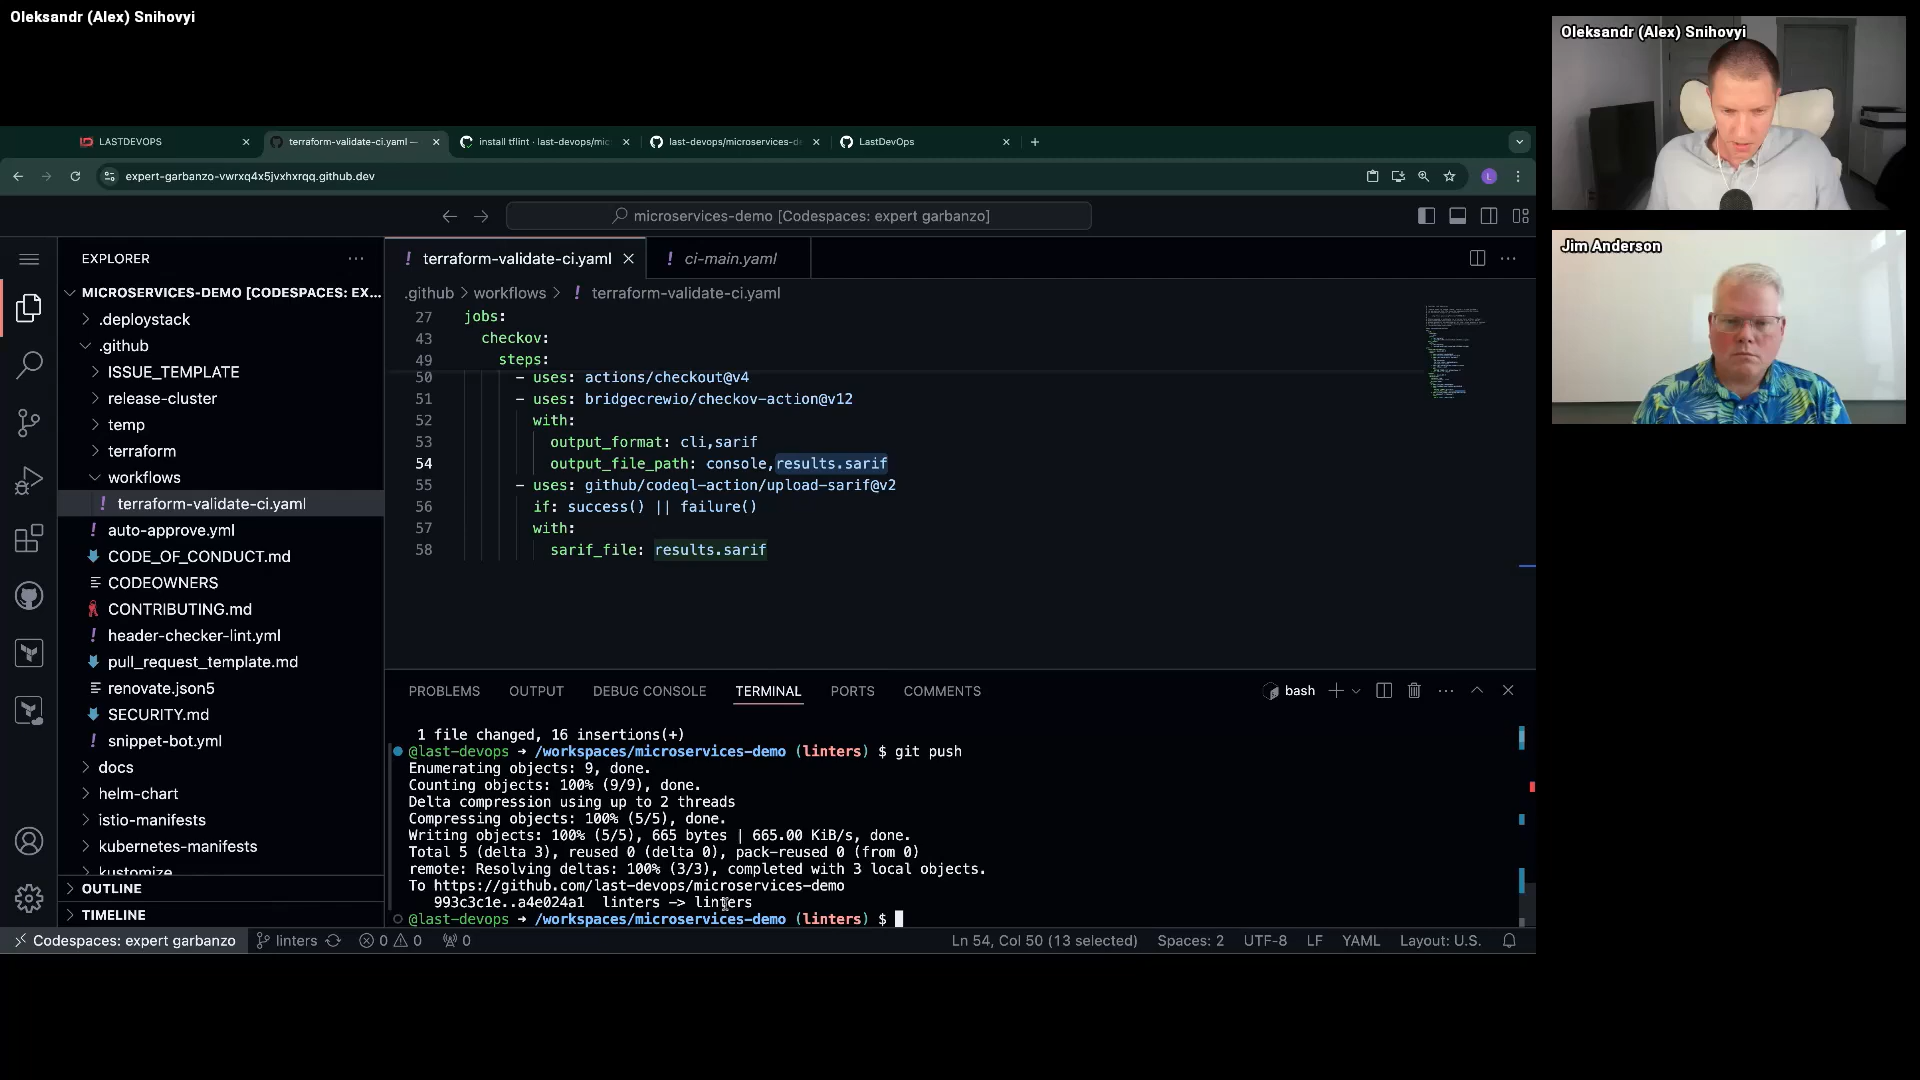 Oleksandr (Alex) Snihovyi
Oleksandr (Alex) Snihovyi
Jim Anderson
LASTDEVOPS
terraform-validate-ci.yaml —
install tflint · last-devops/mic
last-devops/microservices-d
LastDevOps
expert-garbanzo-vwrxq4x5jvxhxrqq.github.dev
L
microservices-demo [Codespaces: expert garbanzo]
EXPLORER
MICROSERVICES-DEMO [CODESPACES: EX...
.deploystack
.github
ISSUE_TEMPLATE
release-cluster
temp
terraform
workflows
! terraform-validate-ci.yaml
! auto-approve.yml
CODE_OF_CONDUCT.md
CODEOWNERS
CONTRIBUTING.md
! header-checker-lint.yml
pull_request_template.md
renovate.json5
SECURITY.md
! snippet-bot.yml
docs
helm-chart
istio-manifests
kubernetes-manifests
kustomize
OUTLINE
TIMELINE
! terraform-validate-ci.yaml
! ci-main.yaml
.github > workflows > ! terraform-validate-ci.yaml
27 jobs:
43 checkov:
49 steps:
50 - uses: actions/checkout@v4
51 - uses: bridgecrewio/checkov-action@v12
52 with:
53 output_format: cli,sarif
54 output_file_path: console,results.sarif
55 - uses: github/codeql-action/upload-sarif@v2
56 if: success() || failure()
57 with:
58 sarif_file: results.sarif
PROBLEMS OUTPUT DEBUG CONSOLE TERMINAL PORTS COMMENTS
bash
1 file changed, 16 insertions(+)
@last-devops → /workspaces/microservices-demo (linters) $ git push
Enumerating objects: 9, done.
Counting objects: 100% (9/9), done.
Delta compression using up to 2 threads
Compressing objects: 100% (5/5), done.
Writing objects: 100% (5/5), 665 bytes | 665.00 KiB/s, done.
Total 5 (delta 3), reused 0 (delta 0), pack-reused 0 (from 0)
remote: Resolving deltas: 100% (3/3), completed with 3 local objects.
To https://github.com/last-devops/microservices-demo
993c3c1e..a4e024a1 linters -> linters
@last-devops → /workspaces/microservices-demo (linters) $
Codespaces: expert garbanzo linters 0 0 0
Ln 54, Col 50 (13 selected) Spaces: 2 UTF-8 LF YAML Layout: U.S.